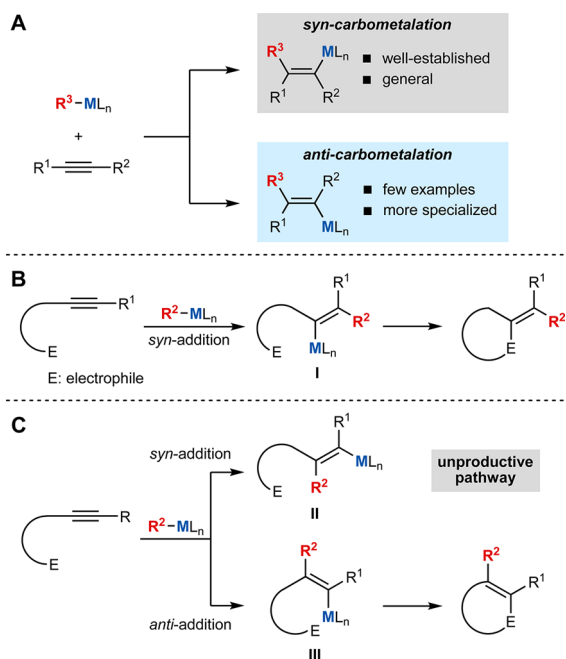 A
syn-carbometalation
R³ MLₙ
■ well-established
■ general
R¹ R²
R³–MLₙ
+
R¹ R²
anti-carbometalation
R³ R²
■ few examples
■ more specialized
R¹ MLₙ
B
R¹
E
E: electrophile
R²–MLₙ
syn-addition
R¹
R²
E
MLₙ
I
R¹
R²
E
C
R
E
R²–MLₙ
syn-addition
R¹
MLₙ
E
R²
II
unproductive
pathway
anti-addition
R²
R¹
E MLₙ
III
R²
R¹
E